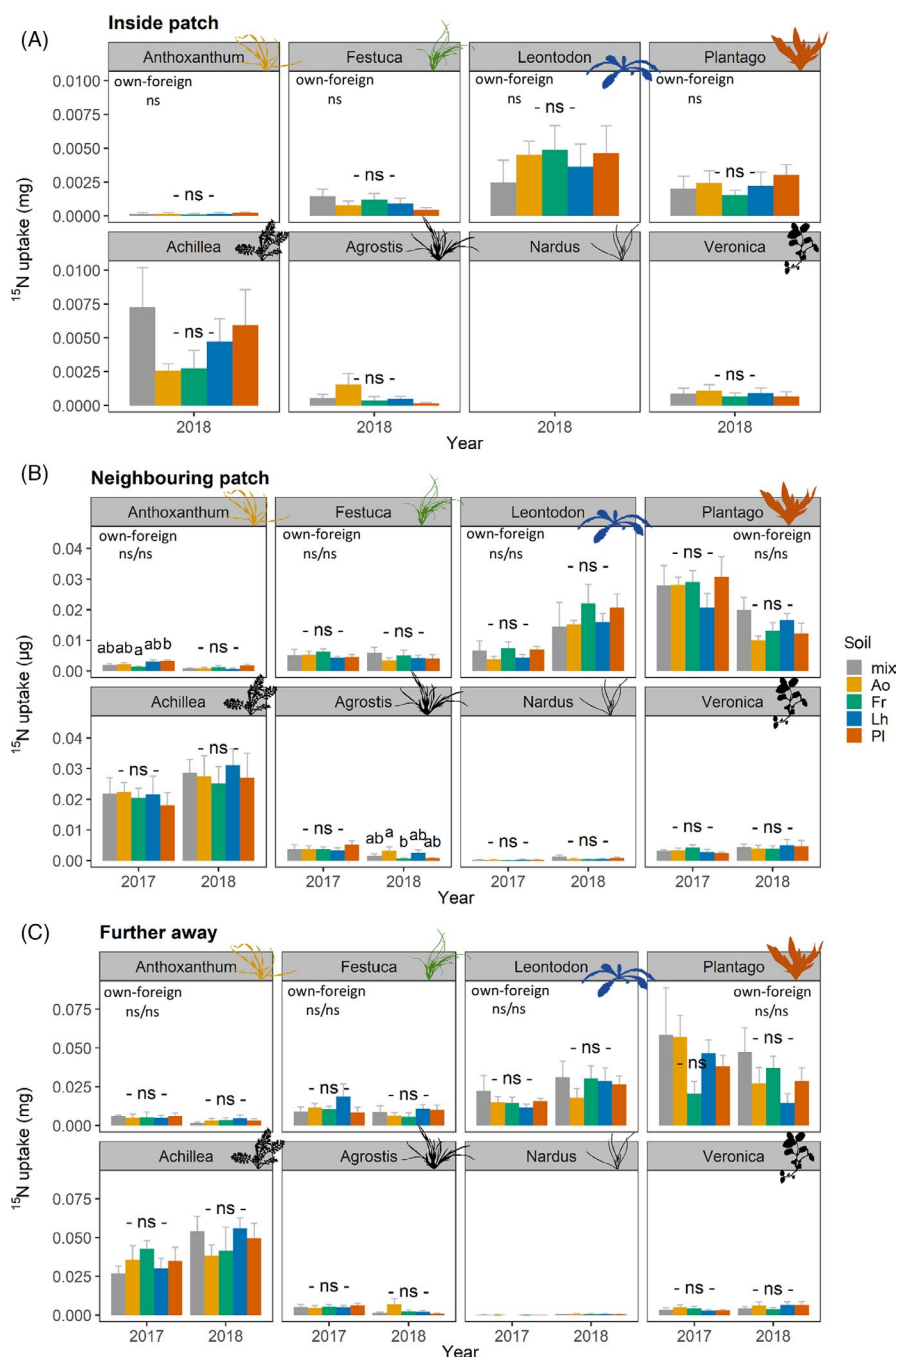 (A)
Inside patch
Anthoxanthum Festuca Leontodon Plantago
own-foreign own-foreign own-foreign own-foreign
ns ns ns ns
0.0100
0.0075
0.0050
0.0025
0.0000
- ns - - ns - - ns - - ns -
Achillea Agrostis Nardus Veronica
0.0100
0.0075
0.0050
0.0025
0.0000
- ns - - ns - - ns -
15N uptake (mg)
2018 2018 2018 2018
Year
(B)
Neighbouring patch
Anthoxanthum Festuca Leontodon Plantago
own-foreign own-foreign own-foreign own-foreign
ns/ns ns/ns ns/ns ns/ns
0.04
0.03
0.02
0.01
0.00
abab a abb - ns - - ns - - ns - - ns - - ns - - ns - - ns -
Achillea Agrostis Nardus Veronica
0.04
0.03
0.02
0.01
0.00
- ns - - ns - - ns - ab a b ab ab - ns - - ns - - ns - - ns -
15N uptake (µg)
2017 2018 2017 2018 2017 2018 2017 2018
Year
Soil
mix
Ao
Fr
Lh
Pl
(C)
Further away
Anthoxanthum Festuca Leontodon Plantago
own-foreign own-foreign own-foreign own-foreign
ns/ns ns/ns ns/ns ns/ns
0.075
0.050
0.025
0.000
- ns - - ns - - ns - - ns - - ns - - ns - - ns - - ns -
Achillea Agrostis Nardus Veronica
0.075
0.050
0.025
0.000
- ns - - ns - - ns - - ns - - ns - - ns -
15N uptake (mg)
2017 2018 2017 2018 2017 2018 2017 2018
Year